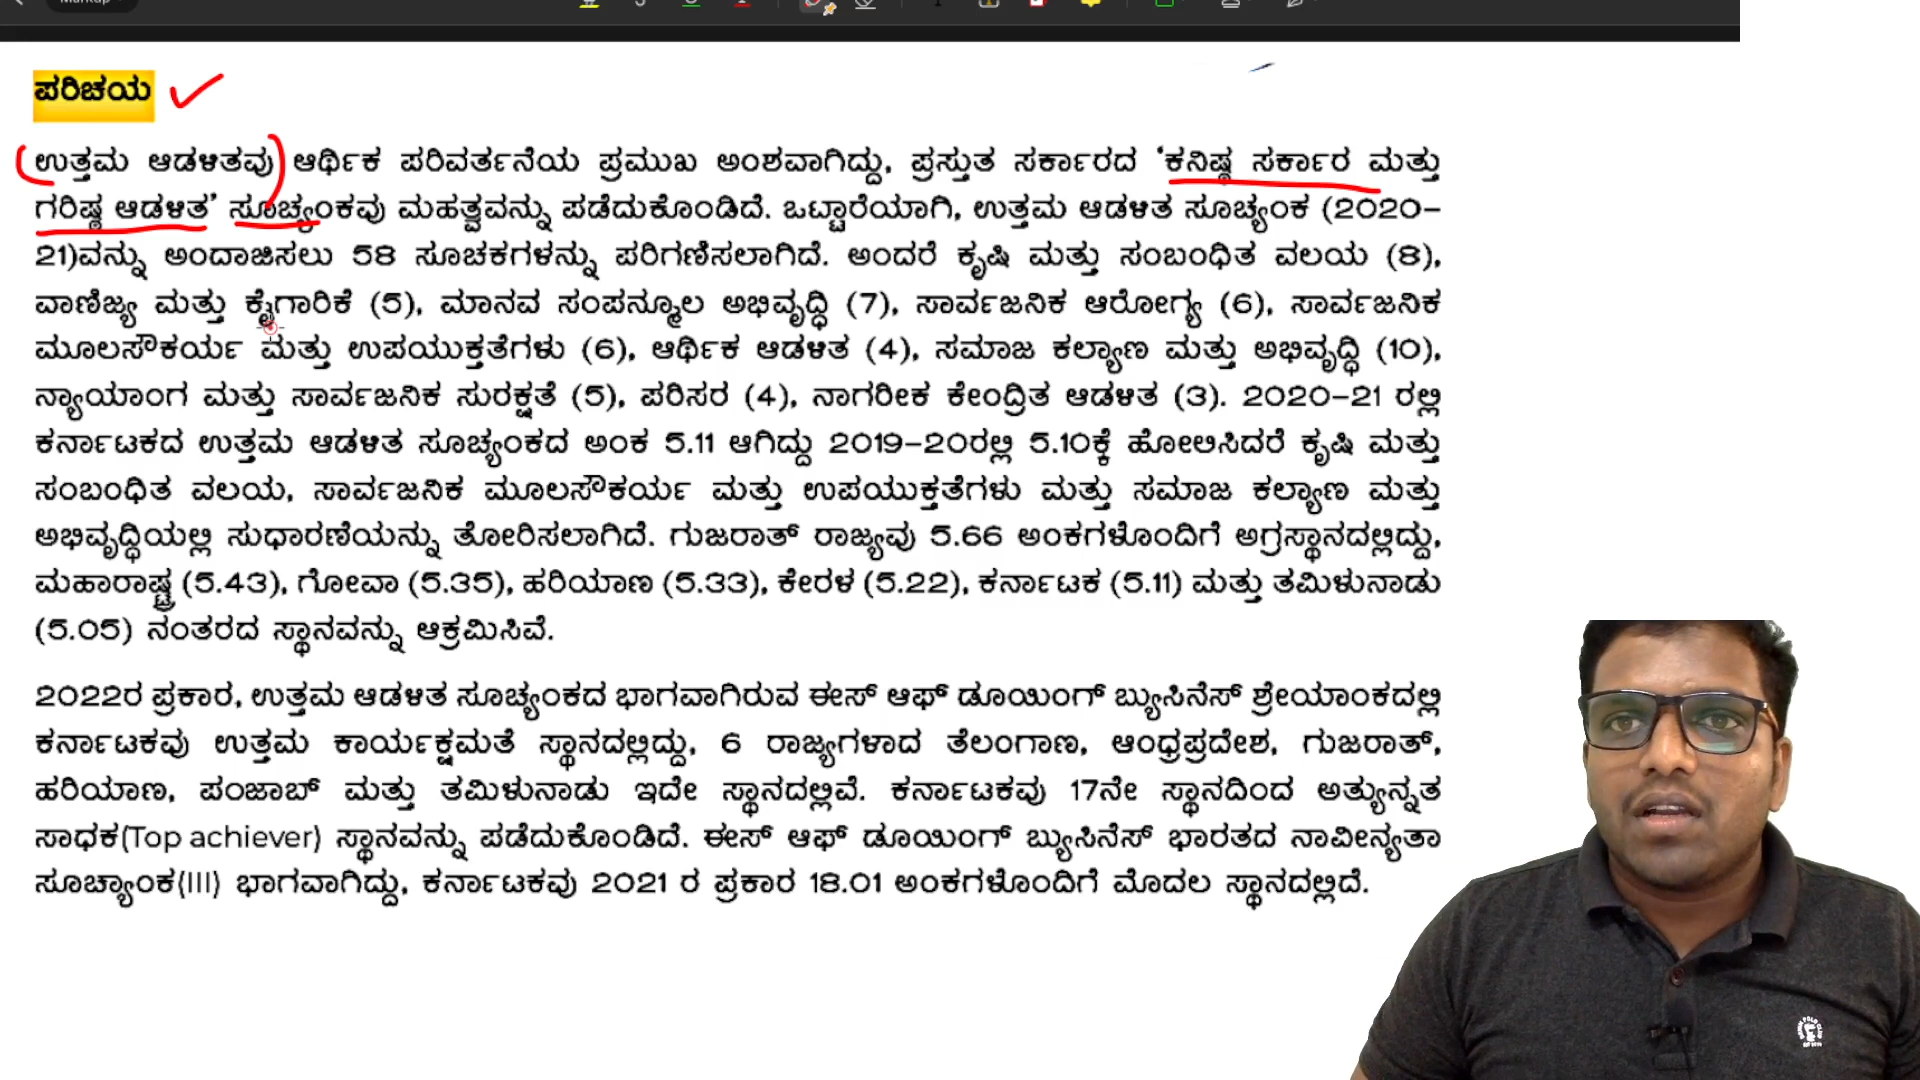 ಪರಿಚಯ
ಉತ್ತಮ ಆಡಳಿತವು ಆರ್ಥಿಕ ಪರಿವರ್ತನೆಯ ಪ್ರಮುಖ ಅಂಶವಾಗಿದ್ದು, ಪ್ರಸ್ತುತ ಸರ್ಕಾರದ ‘ಕನಿಷ್ಠ ಸರ್ಕಾರ ಮತ್ತು
ಗರಿಷ್ಠ ಆಡಳಿತ’ ಸೂಚ್ಯಂಕವು ಮಹತ್ವವನ್ನು ಪಡೆದುಕೊಂಡಿದೆ. ಒಟ್ಟಾರೆಯಾಗಿ, ಉತ್ತಮ ಆಡಳಿತ ಸೂಚ್ಯಂಕ (2020–
21)ವನ್ನು ಅಂದಾಜಿಸಲು 58 ಸೂಚಕಗಳನ್ನು ಪರಿಗಣಿಸಲಾಗಿದೆ. ಅಂದರೆ ಕೃಷಿ ಮತ್ತು ಸಂಬಂಧಿತ ವಲಯ (8),
ವಾಣಿಜ್ಯ ಮತ್ತು ಕೈಗಾರಿಕೆ (5), ಮಾನವ ಸಂಪನ್ಮೂಲ ಅಭಿವೃದ್ಧಿ (7), ಸಾರ್ವಜನಿಕ ಆರೋಗ್ಯ (6), ಸಾರ್ವಜನಿಕ
ಮೂಲಸೌಕರ್ಯ ಮತ್ತು ಉಪಯುಕ್ತತೆಗಳು (6), ಆರ್ಥಿಕ ಆಡಳಿತ (4), ಸಮಾಜ ಕಲ್ಯಾಣ ಮತ್ತು ಅಭಿವೃದ್ಧಿ (10),
ನ್ಯಾಯಾಂಗ ಮತ್ತು ಸಾರ್ವಜನಿಕ ಸುರಕ್ಷತೆ (5), ಪರಿಸರ (4), ನಾಗರೀಕ ಕೇಂದ್ರಿತ ಆಡಳಿತ (3). 2020–21 ರಲ್ಲಿ
ಕರ್ನಾಟಕದ ಉತ್ತಮ ಆಡಳಿತ ಸೂಚ್ಯಂಕದ ಅಂಕ 5.11 ಆಗಿದ್ದು 2019–20ರಲ್ಲಿ 5.10ಕ್ಕೆ ಹೋಲಿಸಿದರೆ ಕೃಷಿ ಮತ್ತು
ಸಂಬಂಧಿತ ವಲಯ, ಸಾರ್ವಜನಿಕ ಮೂಲಸೌಕರ್ಯ ಮತ್ತು ಉಪಯುಕ್ತತೆಗಳು ಮತ್ತು ಸಮಾಜ ಕಲ್ಯಾಣ ಮತ್ತು
ಅಭಿವೃದ್ಧಿಯಲ್ಲಿ ಸುಧಾರಣೆಯನ್ನು ತೋರಿಸಲಾಗಿದೆ. ಗುಜರಾತ್ ರಾಜ್ಯವು 5.66 ಅಂಕಗಳೊಂದಿಗೆ ಅಗ್ರಸ್ಥಾನದಲ್ಲಿದ್ದು,
ಮಹಾರಾಷ್ಟ್ರ (5.43), ಗೋವಾ (5.35), ಹರಿಯಾಣ (5.33), ಕೇರಳ (5.22), ಕರ್ನಾಟಕ (5.11) ಮತ್ತು ತಮಿಳುನಾಡು
(5.05) ನಂತರದ ಸ್ಥಾನವನ್ನು ಆಕ್ರಮಿಸಿವೆ.
2022ರ ಪ್ರಕಾರ, ಉತ್ತಮ ಆಡಳಿತ ಸೂಚ್ಯಂಕದ ಭಾಗವಾಗಿರುವ ಈಸ್ ಆಫ್ ಡೂಯಿಂಗ್ ಬ್ಯುಸಿನೆಸ್ ಶ್ರೇಯಾಂಕದಲ್ಲಿ
ಕರ್ನಾಟಕವು ಉತ್ತಮ ಕಾರ್ಯಕ್ಷಮತೆ ಸ್ಥಾನದಲ್ಲಿದ್ದು, 6 ರಾಜ್ಯಗಳಾದ ತೆಲಂಗಾಣ, ಆಂಧ್ರಪ್ರದೇಶ, ಗುಜರಾತ್,
ಹರಿಯಾಣ, ಪಂಜಾಬ್ ಮತ್ತು ತಮಿಳುನಾಡು ಇದೇ ಸ್ಥಾನದಲ್ಲಿವೆ. ಕರ್ನಾಟಕವು 17ನೇ ಸ್ಥಾನದಿಂದ ಅತ್ಯುನ್ನತ
ಸಾಧಕ(Top achiever) ಸ್ಥಾನವನ್ನು ಪಡೆದುಕೊಂಡಿದೆ. ಈಸ್ ಆಫ್ ಡೂಯಿಂಗ್ ಬ್ಯುಸಿನೆಸ್ ಭಾರತದ ನಾವೀನ್ಯತಾ
ಸೂಚ್ಯಾಂಕ(III) ಭಾಗವಾಗಿದ್ದು, ಕರ್ನಾಟಕವು 2021 ರ ಪ್ರಕಾರ 18.01 ಅಂಕಗಳೊಂದಿಗೆ ಮೊದಲ ಸ್ಥಾನದಲ್ಲಿದೆ.